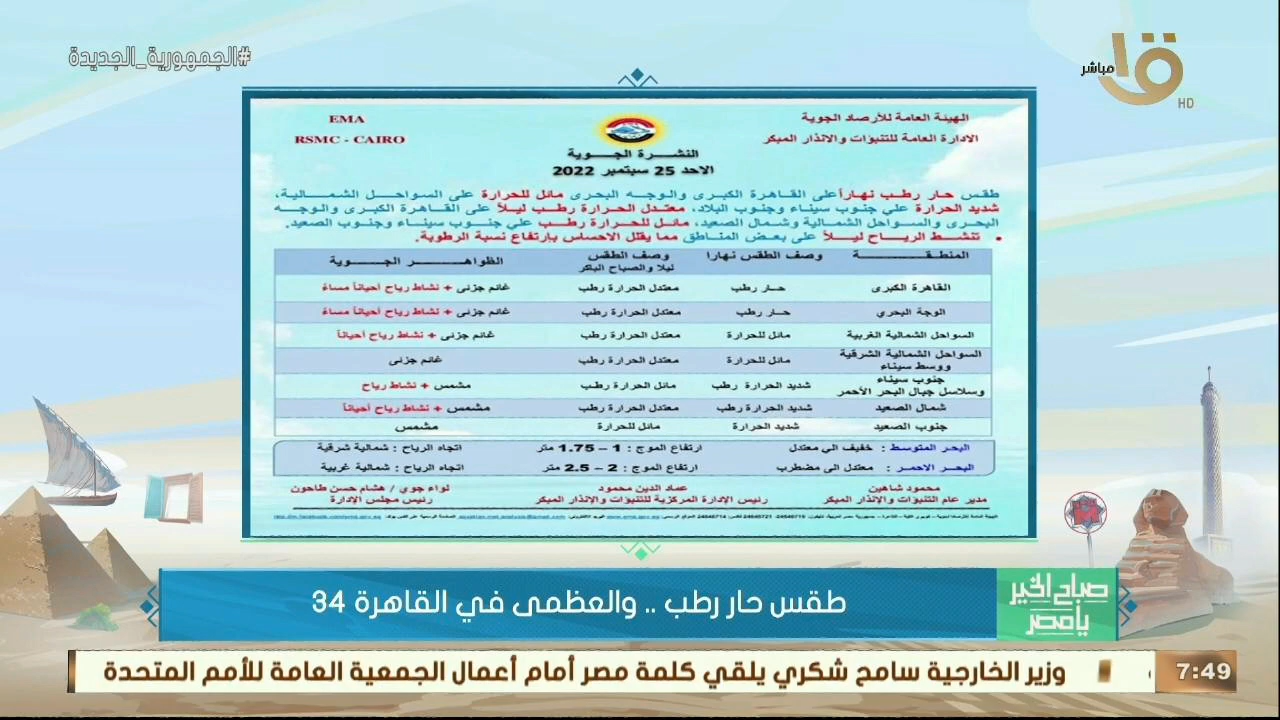 #الجمهورية_الجديدة
مباشر
HD
الهيئة العامة للأرصاد الجوية
EMA
الادارة العامة للتنبؤات والانذار المبكر
RSMC - CAIRO
النشـــرة الجويـــة
الاحد 25 سبتمبر 2022
طقس حار رطب نهاراً على القاهرة الكبرى والوجه البحرى مائل للحرارة على السواحل الشمالية،
شديد الحرارة علي جنوب سيناء وجنوب البلاد، معتدل الحرارة رطب ليلاً على القاهرة الكبرى والوجه
البحرى والسواحل الشمالية وشمال الصعيد، مائل للحرارة رطب علي جنوب سيناء وجنوب الصعيد.
• تنشط الرياح ليلاً على بعض المناطق مما يقلل الاحساس بإرتفاع نسبة الرطوبة.
المنطقـة وصف الطقس نهارا وصف الطقس ليلا والصباح الباكر الظواهر الجوية
القاهرة الكبرى حار رطب معتدل الحرارة رطب غائم جزئى + نشاط رياح أحياناً مساءً
الوجة البحري حار رطب معتدل الحرارة رطب غائم جزئى + نشاط رياح أحياناً مساءً
السواحل الشمالية الغربية مائل للحرارة معتدل الحرارة رطب غائم جزئى + نشاط رياح أحياناً
السواحل الشمالية الشرقية ووسط سيناء مائل للحرارة معتدل الحرارة رطب غائم جزئى
جنوب سيناء وسلاسل جبال البحر الأحمر شديد الحرارة رطب مائل الحرارة رطب مشمس + نشاط رياح
شمال الصعيد شديد الحرارة رطب معتدل الحرارة رطب مشمس + نشاط رياح أحياناً
جنوب الصعيد شديد الحرارة مائل للحرارة مشمس
البحر المتوسط : خفيف الى معتدل ارتفاع الموج : 1 – 1.75 متر اتجاه الرياح : شمالية شرقية
البحر الاحمر : معتدل الى مضطرب ارتفاع الموج : 2 – 2.5 متر اتجاه الرياح : شمالية غربية
محمود شاهين عماد الدين محمود لواء جوي / هشام حسن طاحون
مدير عام التنبؤات والانذار المبكر رئيس الإدارة المركزية للتنبؤات والإنذار المبكر رئيس مجلس الإدارة
صباح الخير
يا مصر
طقس حار رطب .. والعظمى في القاهرة 34
7:49
وزير الخارجية سامح شكري يلقي كلمة مصر أمام أعمال الجمعية العامة للأمم المتحدة